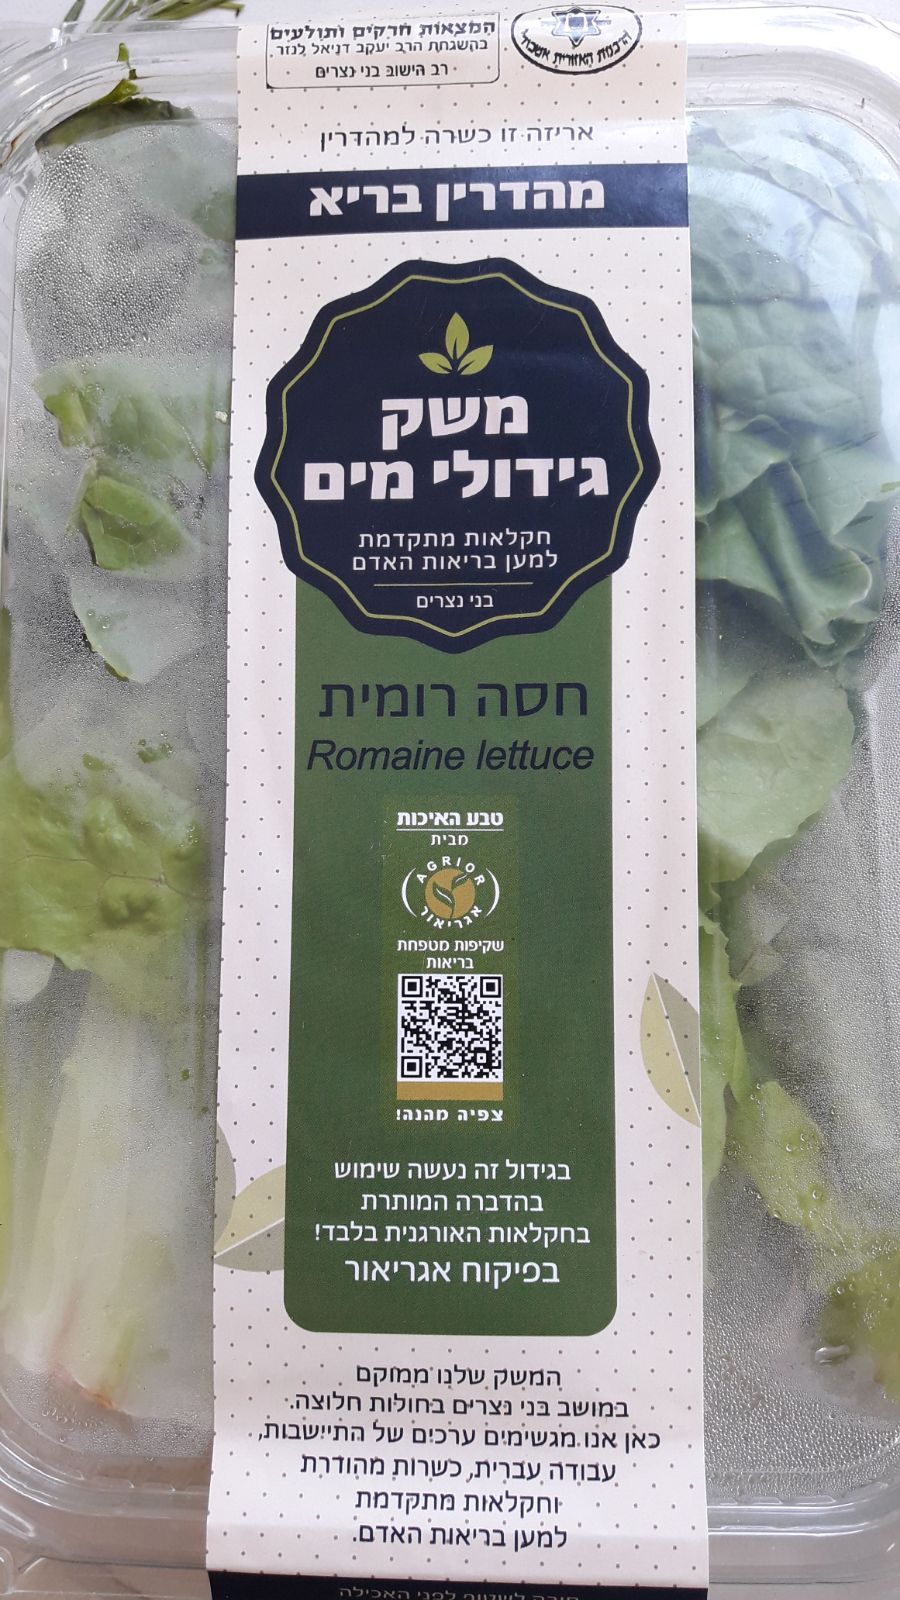 המצאות חרקים ותולעים
בהשגחת הרב יעקב דניאל לנזר
רב הישוב בני נצרים
אריזה זו כשרה למהדרין
מהדרין בריא
משק
גידולי מים
חקלאות מתקדמת
למען בריאות האדם
בני נצרים
חסה רומית
Romaine lettuce
טבע האיכות
מבית
AGRIOR
אגריאור
שקיפות מטפחת
בריאות
צפיה מהנה!
בגידול זה נעשה שימוש
בהדברה המותרת
בחקלאות האורגנית בלבד!
בפיקוח אגריאור
המשק שלנו ממוקם
במושב בני נצרים בחולות חלוצה.
כאן אנו מגשימים ערכים של התיישבות,
עבודה עברית, כשרות מהודרת
וחקלאות מתקדמת
למען בריאות האדם.
חובה לשטוף לפני האכילה